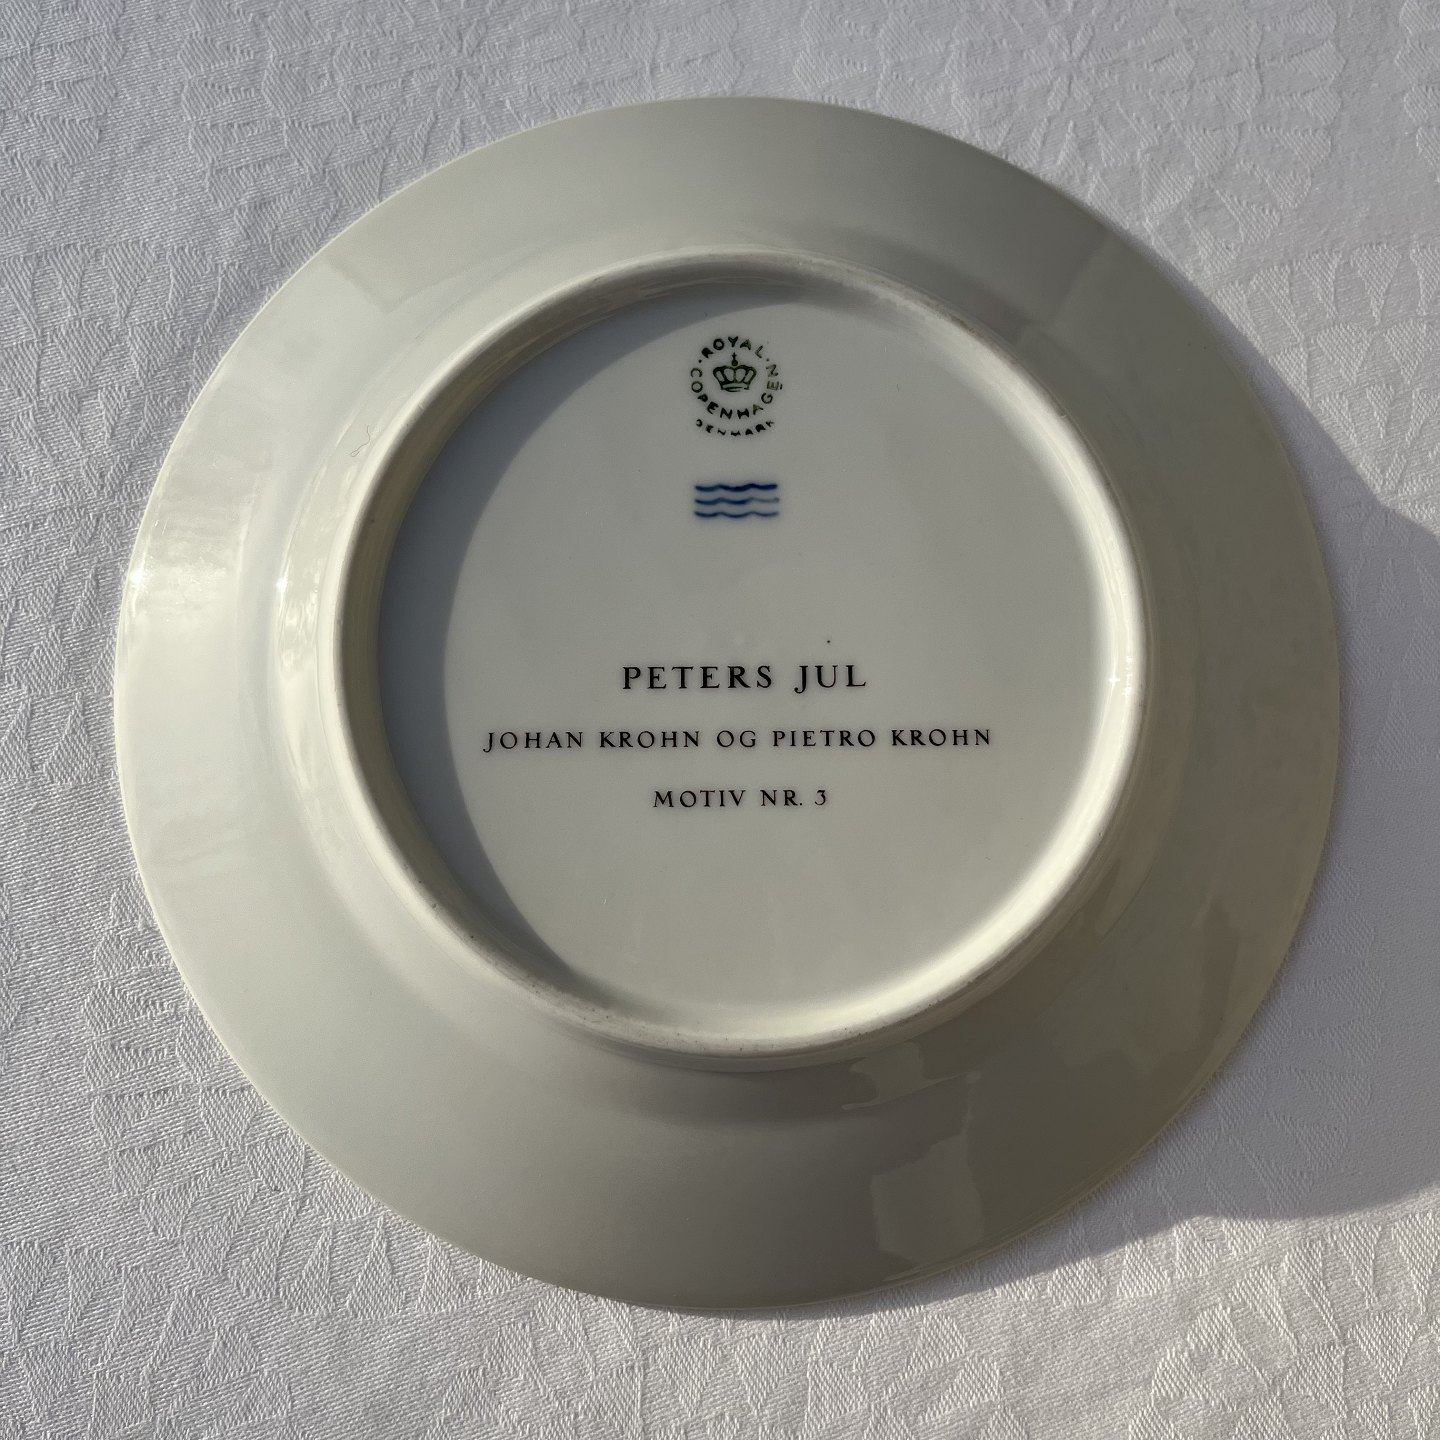 ROYAL
COPENHAGEN
DENMARK
PETERS JUL
JOHAN KROHN OG PIETRO KROHN
MOTIV NR. 3